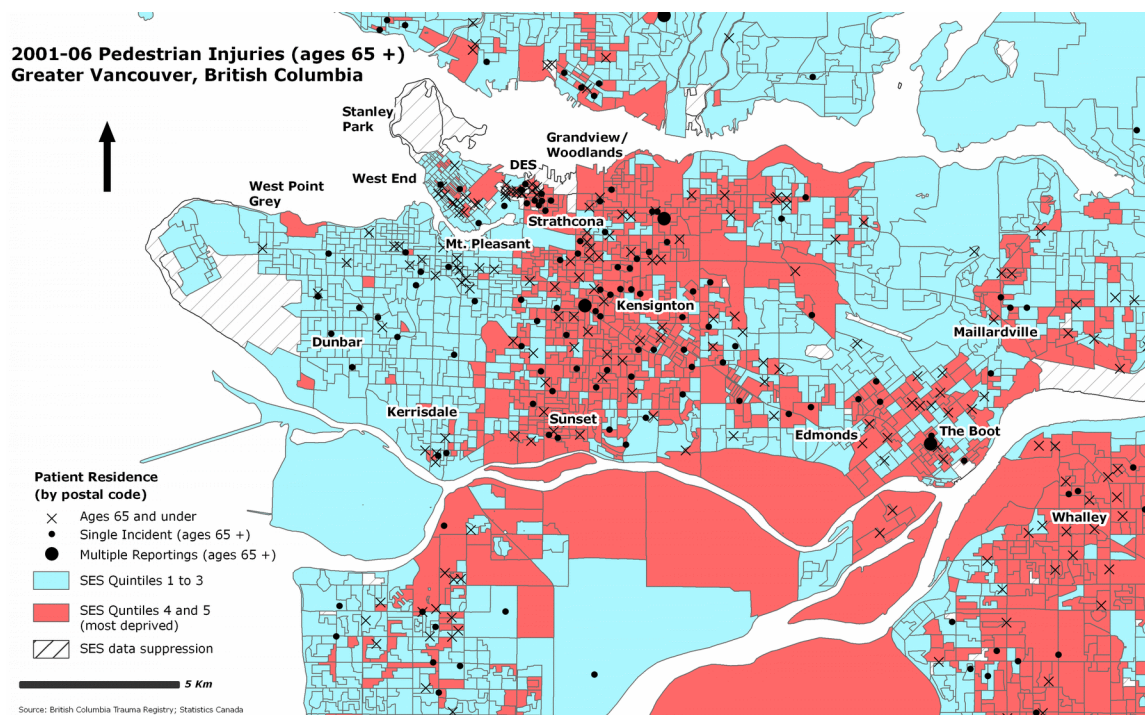 2001-06 Pedestrian Injuries (ages 65 +)
Greater Vancouver, British Columbia
Stanley
Park
Grandview/
Woodlands
DES
West End
West Point
Grey
Strathcona
Mt. Pleasant
Kensignton
Maillardville
Dunbar
Kerrisdale
Sunset
Edmonds
The Boot
Whalley
Patient Residence
(by postal code)
Ages 65 and under
Single Incident (ages 65 +)
Multiple Reportings (ages 65 +)
SES Quintiles 1 to 3
SES Quntiles 4 and 5
(most deprived)
SES data suppression
5 Km
Source: British Columbia Trauma Registry; Statistics Canada